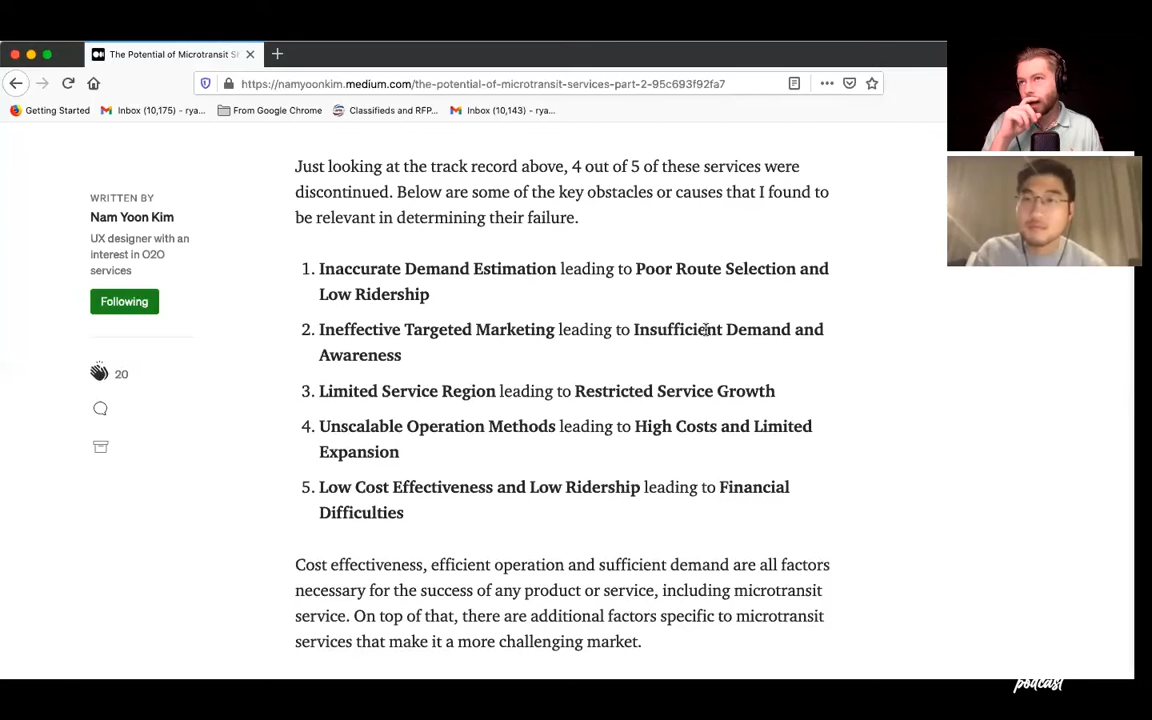 The Potential of Microtransit S
https://namyoonkim.medium.com/the-potential-of-microtransit-services-part-2-95c693f92fa7
Getting Started
Inbox (10,175) - rya...
From Google Chrome
Classifieds and RFP...
Inbox (10,143) - rya...
WRITTEN BY
Nam Yoon Kim
UX designer with an
interest in O2O
services
Following
20
Just looking at the track record above, 4 out of 5 of these services were
discontinued. Below are some of the key obstacles or causes that I found to
be relevant in determining their failure.
1. Inaccurate Demand Estimation leading to Poor Route Selection and
Low Ridership
2. Ineffective Targeted Marketing leading to Insufficient Demand and
Awareness
3. Limited Service Region leading to Restricted Service Growth
4. Unscalable Operation Methods leading to High Costs and Limited
Expansion
5. Low Cost Effectiveness and Low Ridership leading to Financial
Difficulties
Cost effectiveness, efficient operation and sufficient demand are all factors
necessary for the success of any product or service, including microtransit
service. On top of that, there are additional factors specific to microtransit
services that make it a more challenging market.
podcast